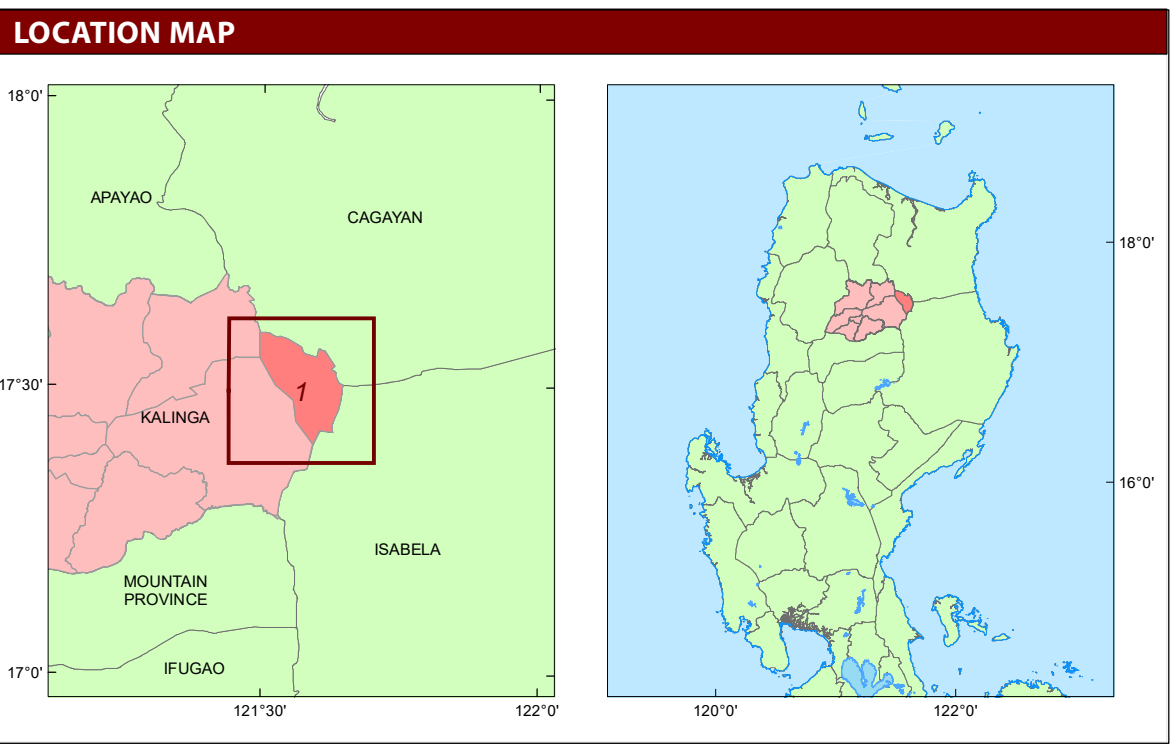 LOCATION MAP
18°0'
APAYAO
CAGAYAN
17°30'
1
KALINGA
ISABELA
MOUNTAIN
PROVINCE
IFUGAO
17°0'
121°30'
122°0'
18°0'
16°0'
120°0'
122°0'